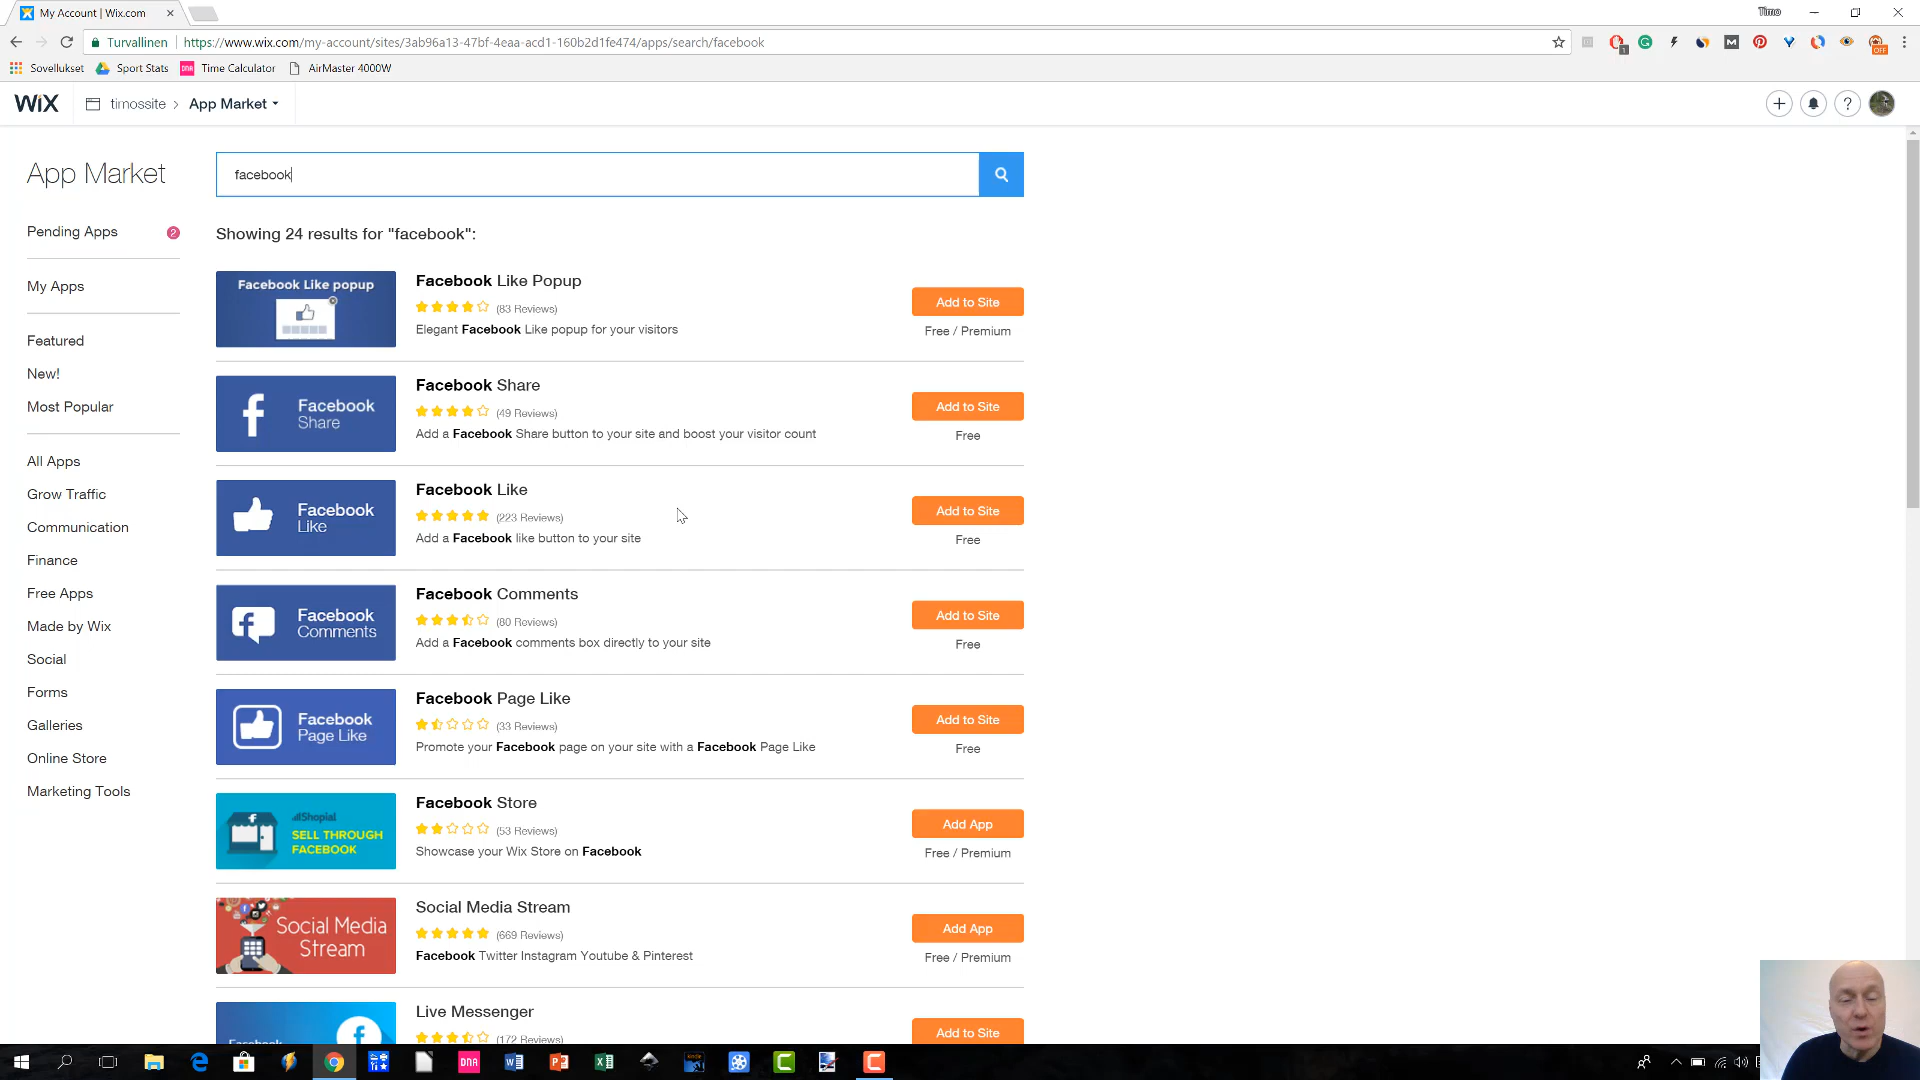 My Account | Wix.com
Timo
Turvallinen
https://www.wix.com/my-account/sites/3ab96a13-47bf-4eaa-acd1-160b2d1fe474/apps/search/facebook
1
OFF
Sovellukset
Sport Stats
DNA Time Calculator
AirMaster 4000W
WiX
timossite > App Market
?
App Market
facebook
Pending Apps 2
My Apps
Featured
New!
Most Popular
All Apps
Grow Traffic
Communication
Finance
Free Apps
Made by Wix
Social
Forms
Galleries
Online Store
Marketing Tools
Showing 24 results for "facebook":
Facebook Like popup
Facebook Like Popup
(83 Reviews)
Elegant Facebook Like popup for your visitors
Add to Site
Free / Premium
Facebook
Share
Facebook Share
(49 Reviews)
Add a Facebook Share button to your site and boost your visitor count
Add to Site
Free
Facebook
Like
Facebook Like
(223 Reviews)
Add a Facebook like button to your site
Add to Site
Free
Facebook
Comments
Facebook Comments
(80 Reviews)
Add a Facebook comments box directly to your site
Add to Site
Free
Facebook
Page Like
Facebook Page Like
(33 Reviews)
Promote your Facebook page on your site with a Facebook Page Like
Add to Site
Free
Shopial
SELL THROUGH
FACEBOOK
Facebook Store
(53 Reviews)
Showcase your Wix Store on Facebook
Add App
Free / Premium
Social Media
Stream
Social Media Stream
(669 Reviews)
Facebook Twitter Instagram Youtube & Pinterest
Add App
Free / Premium
Facebook
Live Messenger
(172 Reviews)
Add to Site
DNA
kindle